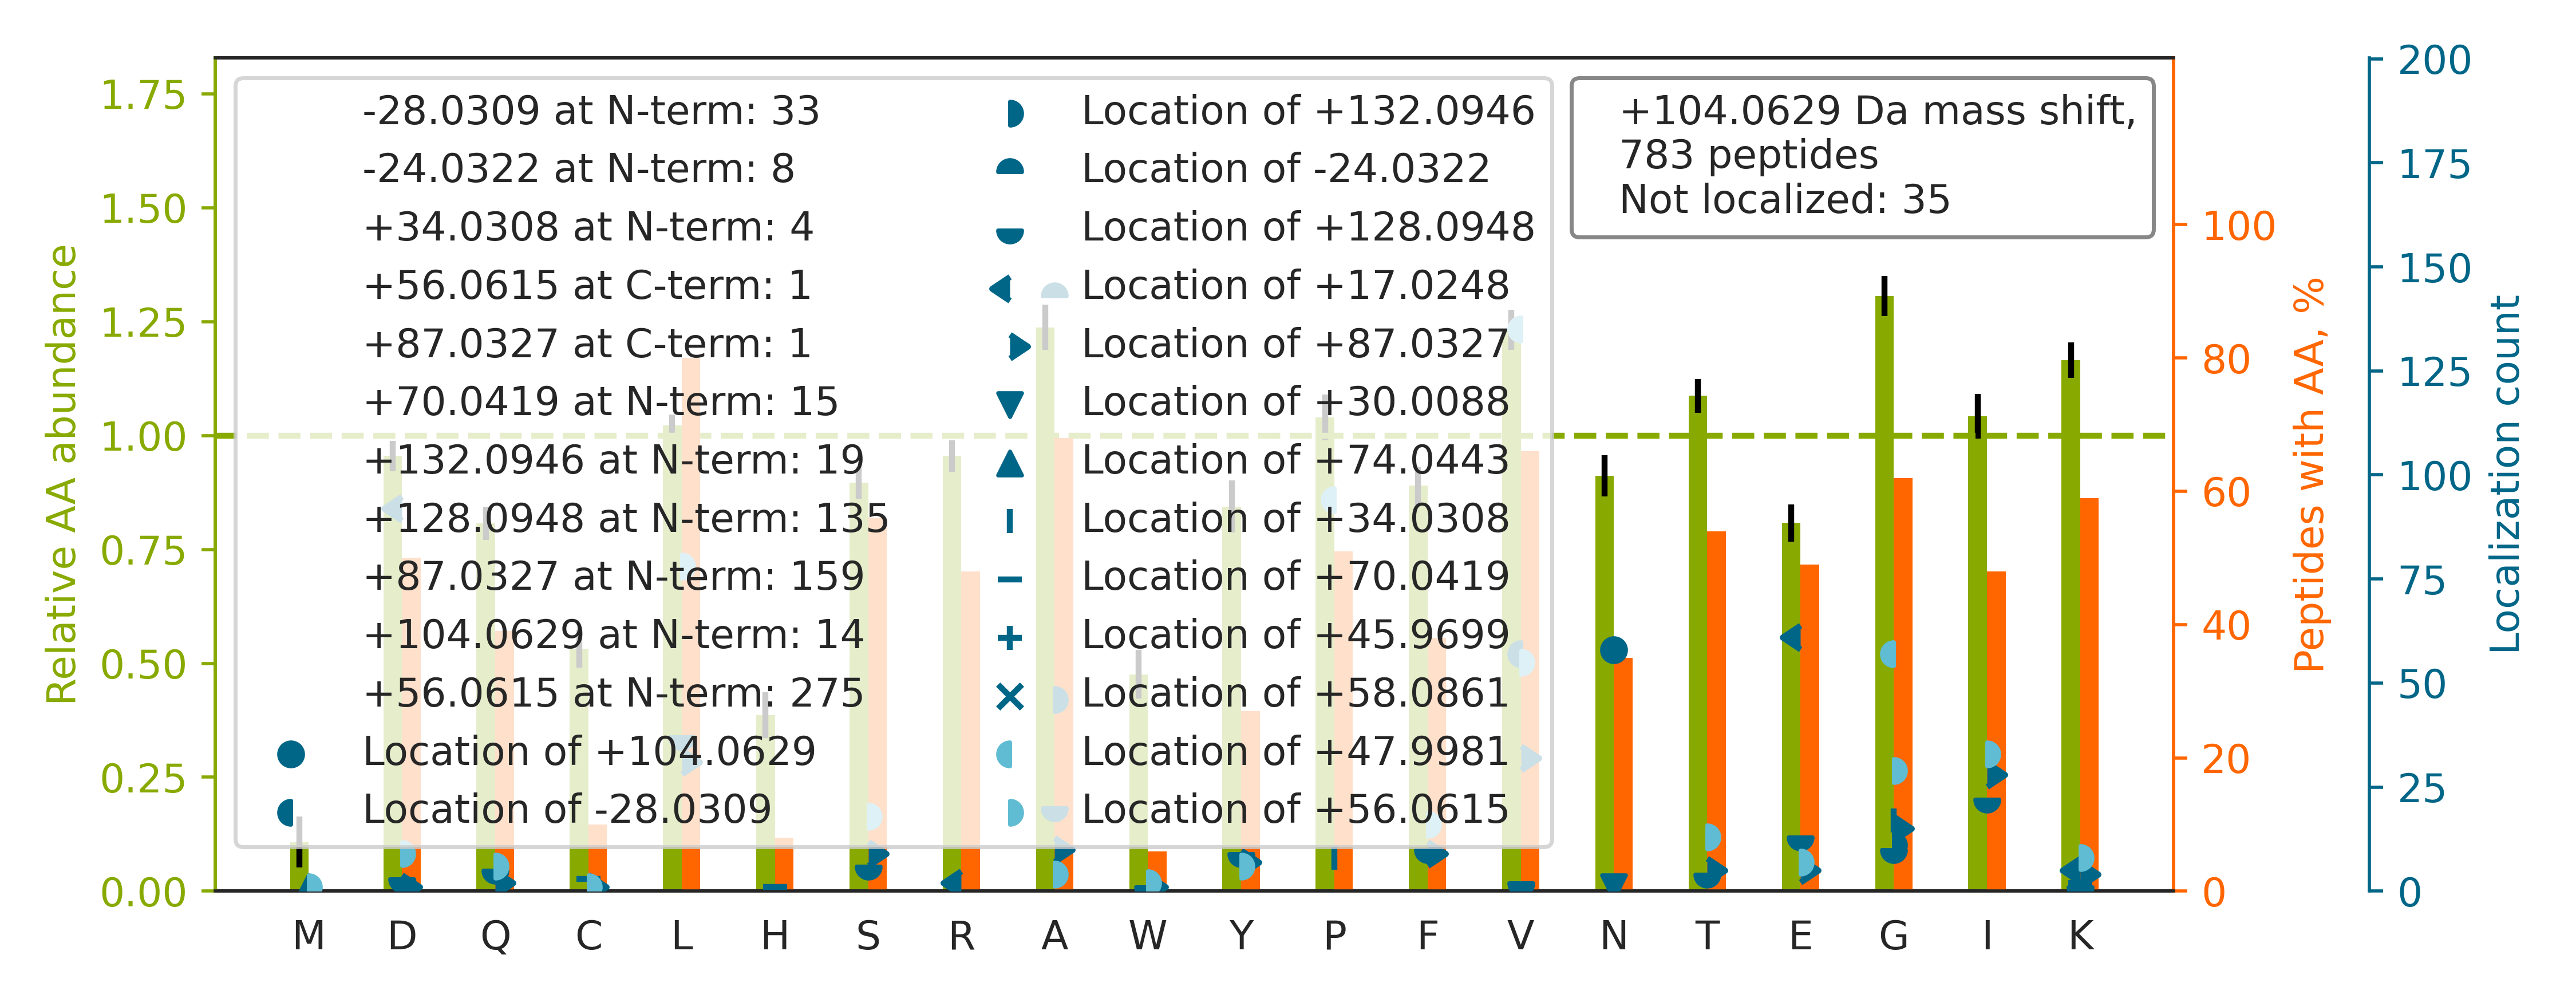 1.75
1.50
1.25
1.00
0.75
0.50
0.25
0.00
Relative AA abundance
-28.0309 at N-term: 33
-24.0322 at N-term: 8
+34.0308 at N-term: 4
+56.0615 at C-term: 1
+87.0327 at C-term: 1
+70.0419 at N-term: 15
+132.0946 at N-term: 19
+128.0948 at N-term: 135
+87.0327 at N-term: 159
+104.0629 at N-term: 14
+56.0615 at N-term: 275
Location of +104.0629
Location of -28.0309
Location of +132.0946
Location of -24.0322
Location of +128.0948
Location of +17.0248
Location of +87.0327
Location of +30.0088
Location of +74.0443
Location of +34.0308
Location of +70.0419
Location of +45.9699
Location of +58.0861
Location of +47.9981
Location of +56.0615
+104.0629 Da mass shift,
783 peptides
Not localized: 35
M D Q C L H S R A W Y P F V N T E G I K
100
80
60
40
20
0
Peptides with AA, %
200
175
150
125
100
75
50
25
0
Localization count